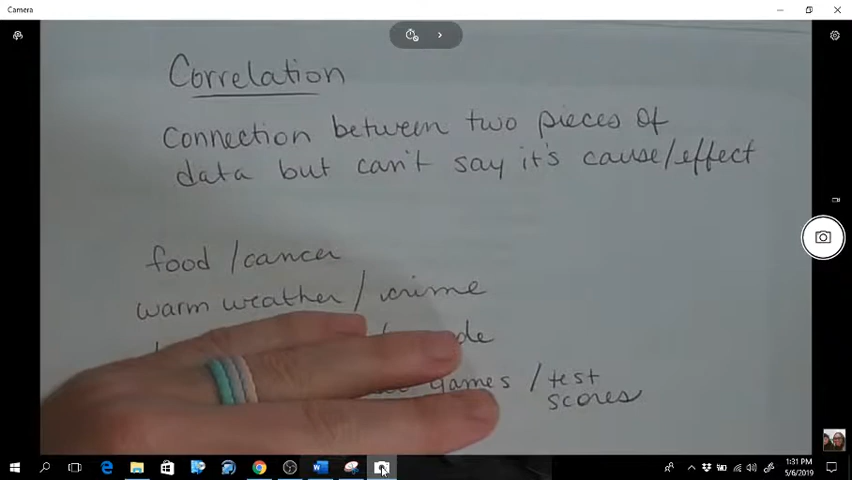 Camera
Correlation
Connection between two pieces of
data but can't say it's cause/effect
food / cancer
warm weather / crime
games / test
scores
1:31 PM
5/6/2019